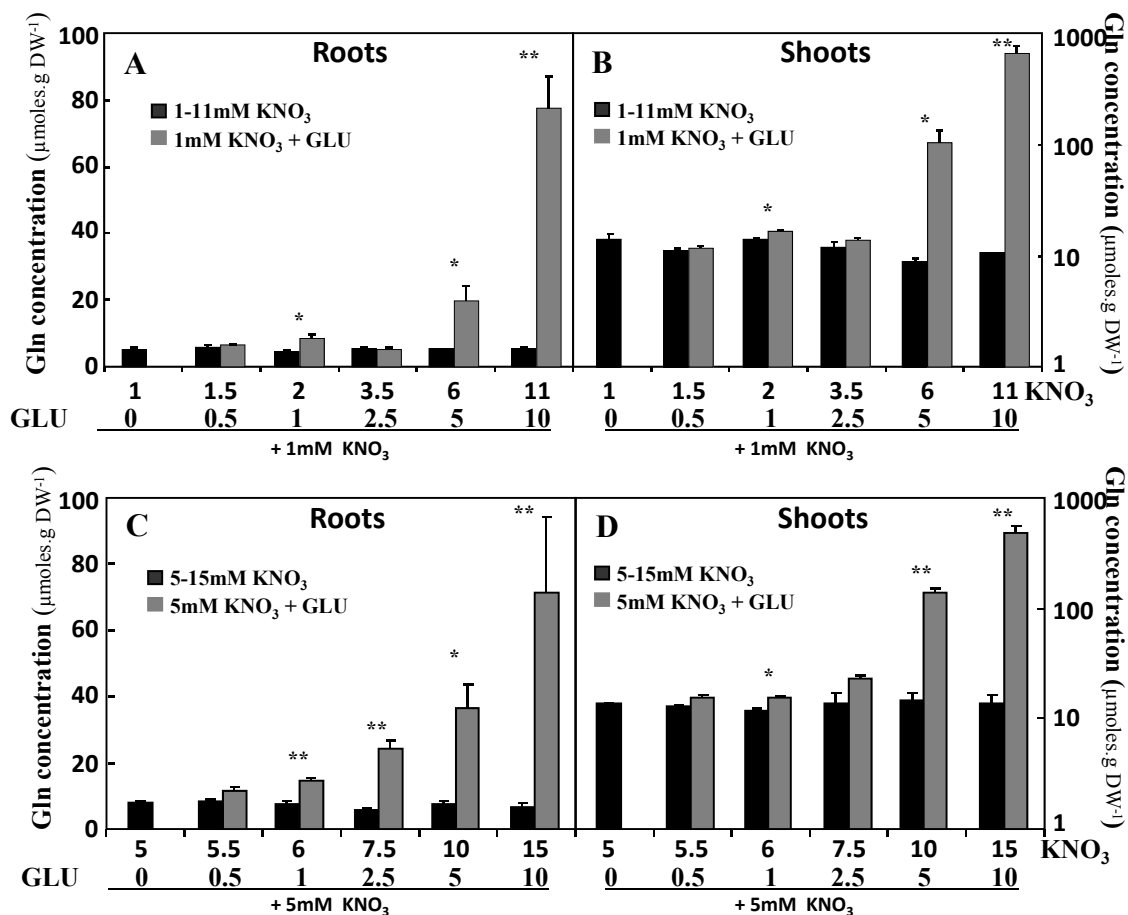 A Roots
1-11mM KNO₃
1mM KNO₃ + GLU
Gln concentration (µmoles.g DW⁻¹)
100
80
60
40
20
0
* * **
B Shoots
1-11mM KNO₃
1mM KNO₃ + GLU
Gln concentration (µmoles.g DW⁻¹)
1000
100
10
1
* * **
1 1.5 2 3.5 6 11 1 1.5 2 3.5 6 11 KNO₃
GLU 0 0.5 1 2.5 5 10 0 0.5 1 2.5 5 10
+ 1mM KNO₃ + 1mM KNO₃
C Roots
5-15mM KNO₃
5mM KNO₃ + GLU
Gln concentration (µmoles.g DW⁻¹)
100
80
60
40
20
0
** ** * **
D Shoots
5-15mM KNO₃
5mM KNO₃ + GLU
Gln concentration (µmoles.g DW⁻¹)
1000
100
10
1
* ** **
5 5.5 6 7.5 10 15 5 5.5 6 7.5 10 15 KNO₃
GLU 0 0.5 1 2.5 5 10 0 0.5 1 2.5 5 10
+ 5mM KNO₃ + 5mM KNO₃